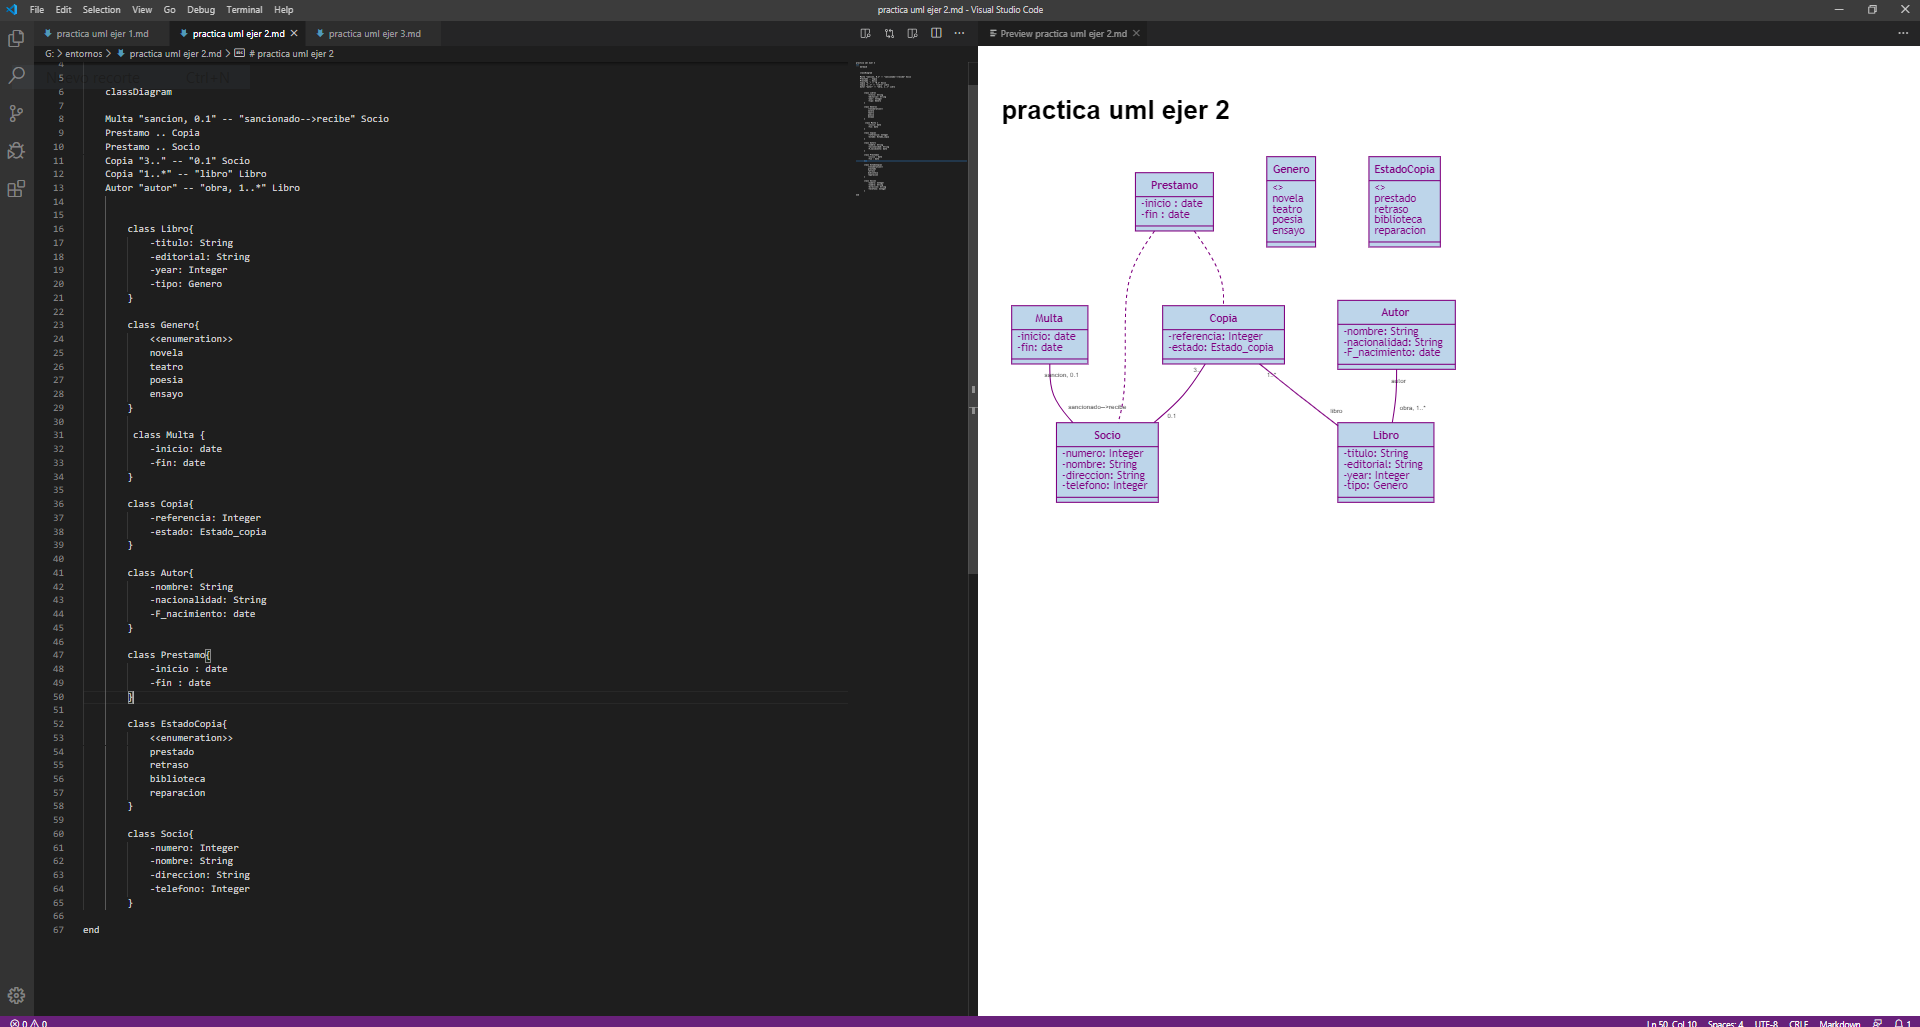 File Edit Selection View Go Debug Terminal Help
practica uml ejer 2.md - Visual Studio Code
practica uml ejer 1.md
practica uml ejer 2.md
practica uml ejer 3.md
G: > entornos > practica uml ejer 2.md > # practica uml ejer 2
Nuevo recorte Ctrl+N
4
5
6 classDiagram
7
8 Multa "sancion, 0.1" -- "sancionado-->recibe" Socio
9 Prestamo .. Copia
10 Prestamo .. Socio
11 Copia "3.." -- "0.1" Socio
12 Copia "1..*" -- "libro" Libro
13 Autor "autor" -- "obra, 1..*" Libro
14
15
16 class Libro{
17 -titulo: String
18 -editorial: String
19 -year: Integer
20 -tipo: Genero
21 }
22
23 class Genero{
24 <<enumeration>>
25 novela
26 teatro
27 poesia
28 ensayo
29 }
30
31 class Multa {
32 -inicio: date
33 -fin: date
34 }
35
36 class Copia{
37 -referencia: Integer
38 -estado: Estado_copia
39 }
40
41 class Autor{
42 -nombre: String
43 -nacionalidad: String
44 -F_nacimiento: date
45 }
46
47 class Prestamo{
48 -inicio : date
49 -fin : date
50 }
51
52 class EstadoCopia{
53 <<enumeration>>
54 prestado
55 retraso
56 biblioteca
57 reparacion
58 }
59
60 class Socio{
61 -numero: Integer
62 -nombre: String
63 -direccion: String
64 -telefono: Integer
65 }
66
67 end
Preview practica uml ejer 2.md
practica uml ejer 2
Prestamo
-inicio : date
-fin : date
Genero
<>
novela
teatro
poesia
ensayo
EstadoCopia
<>
prestado
retraso
biblioteca
reparacion
Multa
-inicio: date
-fin: date
Copia
-referencia: Integer
-estado: Estado_copia
Autor
-nombre: String
-nacionalidad: String
-F_nacimiento: date
sancion, 0.1
3..
1..*
autor
sancionado-->recibe
0.1
libro
obra, 1..*
Socio
-numero: Integer
-nombre: String
-direccion: String
-telefono: Integer
Libro
-titulo: String
-editorial: String
-year: Integer
-tipo: Genero
0 0
Ln 50, Col 10 Spaces: 4 UTF-8 CRLF Markdown 1